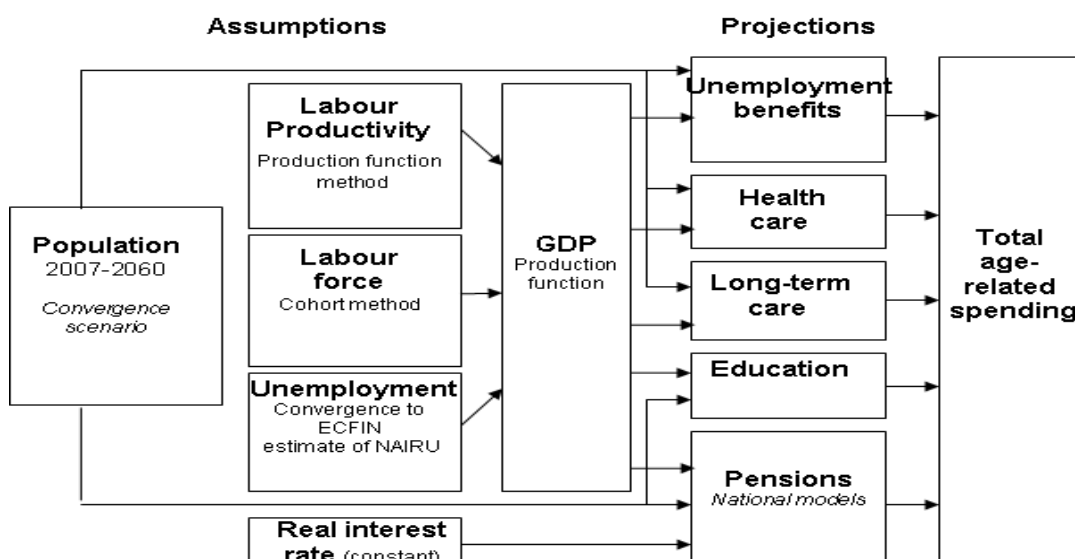 Assumptions
Projections
Population
2007-2060
Convergence
scenario
Labour
Productivity
Production function
method
Labour
force
Cohort method
Unemployment
Convergence to
ECFIN
estimate of NAIRU
Real interest
rate (constant)
GDP
Production
function
Unemployment
benefits
Health
care
Long-term
care
Education
Pensions
National models
Total
age-
related
spending